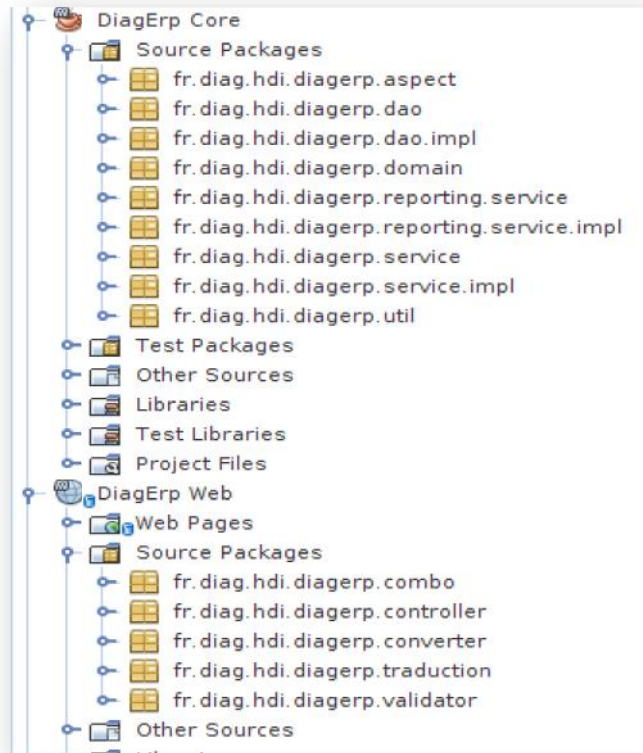 DiagErp Core
Source Packages
fr.diag.hdi.diagerp.aspect
fr.diag.hdi.diagerp.dao
fr.diag.hdi.diagerp.dao.impl
fr.diag.hdi.diagerp.domain
fr.diag.hdi.diagerp.reporting.service
fr.diag.hdi.diagerp.reporting.service.impl
fr.diag.hdi.diagerp.service
fr.diag.hdi.diagerp.service.impl
fr.diag.hdi.diagerp.util
Test Packages
Other Sources
Libraries
Test Libraries
Project Files
DiagErp Web
Web Pages
Source Packages
fr.diag.hdi.diagerp.combo
fr.diag.hdi.diagerp.controller
fr.diag.hdi.diagerp.converter
fr.diag.hdi.diagerp.traduction
fr.diag.hdi.diagerp.validator
Other Sources